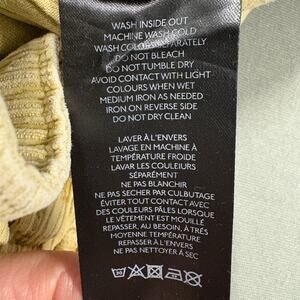 WASH INSIDE OUT
MACHINE WASH COLD
WASH COLOURS SEPARATELY
DO NOT BLEACH
DO NOT TUMBLE DRY
AVOID CONTACT WITH LIGHT
COLOURS WHEN WET
MEDIUM IRON AS NEEDED
IRON ON REVERSE SIDE
DO NOT DRY CLEAN
LAVER À L'ENVERS
LAVAGE EN MACHINE À
TEMPÉRATURE FROIDE
LAVAR LES COULEURS
SÉPARÉMENT
NE PAS BLANCHIR
NE PAS SECHER PAR CULBUTAGE
ÉVITER TOUT CONTACT AVEC
DES COULEURS PÂLES LORSQUE
LE VÊTEMENT EST MOUILLÉ
REPASSER, AU BESOIN, À TRÈS
MOYENNE TEMPÉRATURE
REPASSER À L'ENVERS
NE PAS NETTOYER À SEC